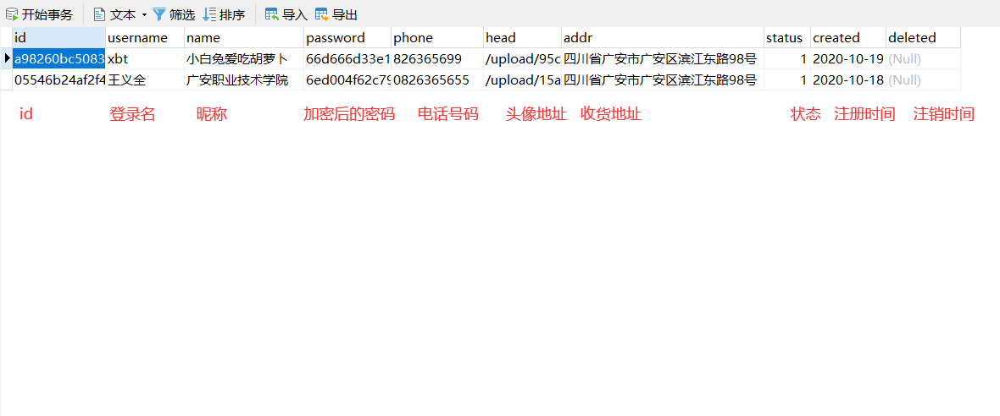 开始事务 文本 筛选 排序 导入 导出
id username name password phone head addr status created deleted
a98260bc5083 xbt 小白兔爱吃胡萝卜 66d666d33e1 826365699 /upload/95c 四川省广安市广安区滨江东路98号 1 2020-10-19 (Null)
05546b24af2f4 王义全 广安职业技术学院 6ed004f62c79 0826365655 /upload/15a 四川省广安市广安区滨江东路98号 1 2020-10-18 (Null)
id 登录名 昵称 加密后的密码 电话号码 头像地址 收货地址 状态 注册时间 注销时间